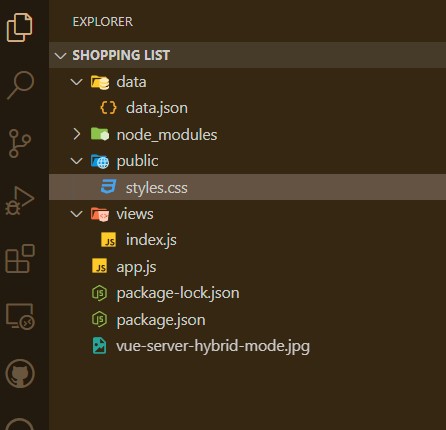 EXPLORER
SHOPPING LIST
data
data.json
node_modules
public
styles.css
views
index.js
app.js
package-lock.json
package.json
vue-server-hybrid-mode.jpg